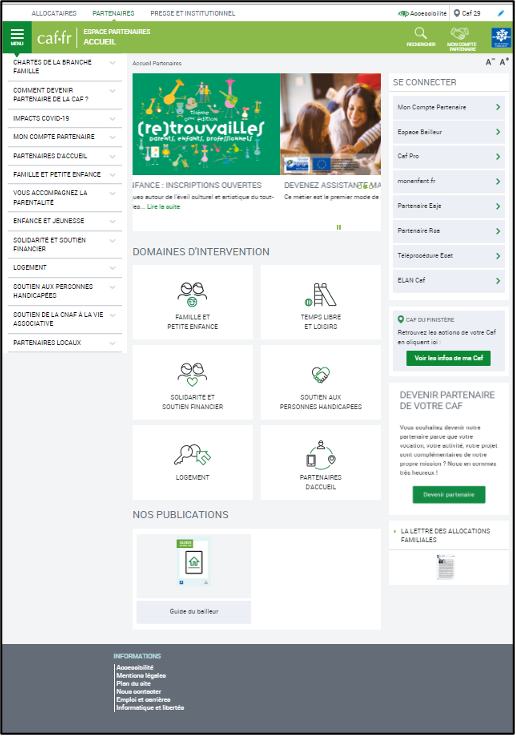 ALLOCATAIRES
PARTENAIRES
PRESSE ET INSTITUTIONNEL
Accessibilité
Caf 29
MENU
caf.fr
ESPACE PARTENAIRES
ACCUEIL
RECHERCHER
MON COMPTE
PARTENAIRE
CHARTES DE LA BRANCHE
FAMILLE
COMMENT DEVENIR
PARTENAIRE DE LA CAF ?
IMPACTS COVID-19
MON COMPTE PARTENAIRE
PARTENAIRES D'ACCUEIL
FAMILLE ET PETITE ENFANCE
VOUS ACCOMPAGNEZ LA
PARENTALITÉ
ENFANCE ET JEUNESSE
SOLIDARITÉ ET SOUTIEN
FINANCIER
LOGEMENT
SOUTIEN AUX PERSONNES
HANDICAPÉES
SOUTIEN DE LA CNAF À LA VIE
ASSOCIATIVE
PARTENAIRES LOCAUX
Accueil Partenaires
A- A+
Thème
édition
(re)trouvailles
parents, enfants, professionnels
NFANCE : INSCRIPTIONS OUVERTES
ues autour de l'éveil culturel et artistique du tout-
es... Lire la suite
DEVENEZ ASSISTANTE MA
Ce métier est le premier mode de
DOMAINES D'INTERVENTION
FAMILLE ET
PETITE ENFANCE
TEMPS LIBRE
ET LOISIRS
SOLIDARITÉ ET
SOUTIEN FINANCIER
SOUTIEN AUX
PERSONNES HANDICAPÉES
LOGEMENT
PARTENAIRES
D'ACCUEIL
NOS PUBLICATIONS
GUIDE
Guide du bailleur
SE CONNECTER
Mon Compte Partenaire
Espace Bailleur
Caf Pro
monenfant.fr
Partenaire Eaje
Partenaire Rsa
Téléprocédure Esat
ELAN Caf
CAF DU FINISTÈRE
Retrouvez les actions de votre Caf
en cliquant ici :
Voir les infos de ma Caf
DEVENIR PARTENAIRE
DE VOTRE CAF
Vous souhaitez devenir notre
partenaire parce que votre
vocation, votre activité, votre projet
sont complémentaires de notre
propre mission ? Nous en sommes
très heureux !
Devenir partenaire
LA LETTRE DES ALLOCATIONS
FAMILIALES
INFORMATIONS
Accessibilité
Mentions légales
Plan du site
Nous contacter
Emploi et carrières
Informatique et libertés